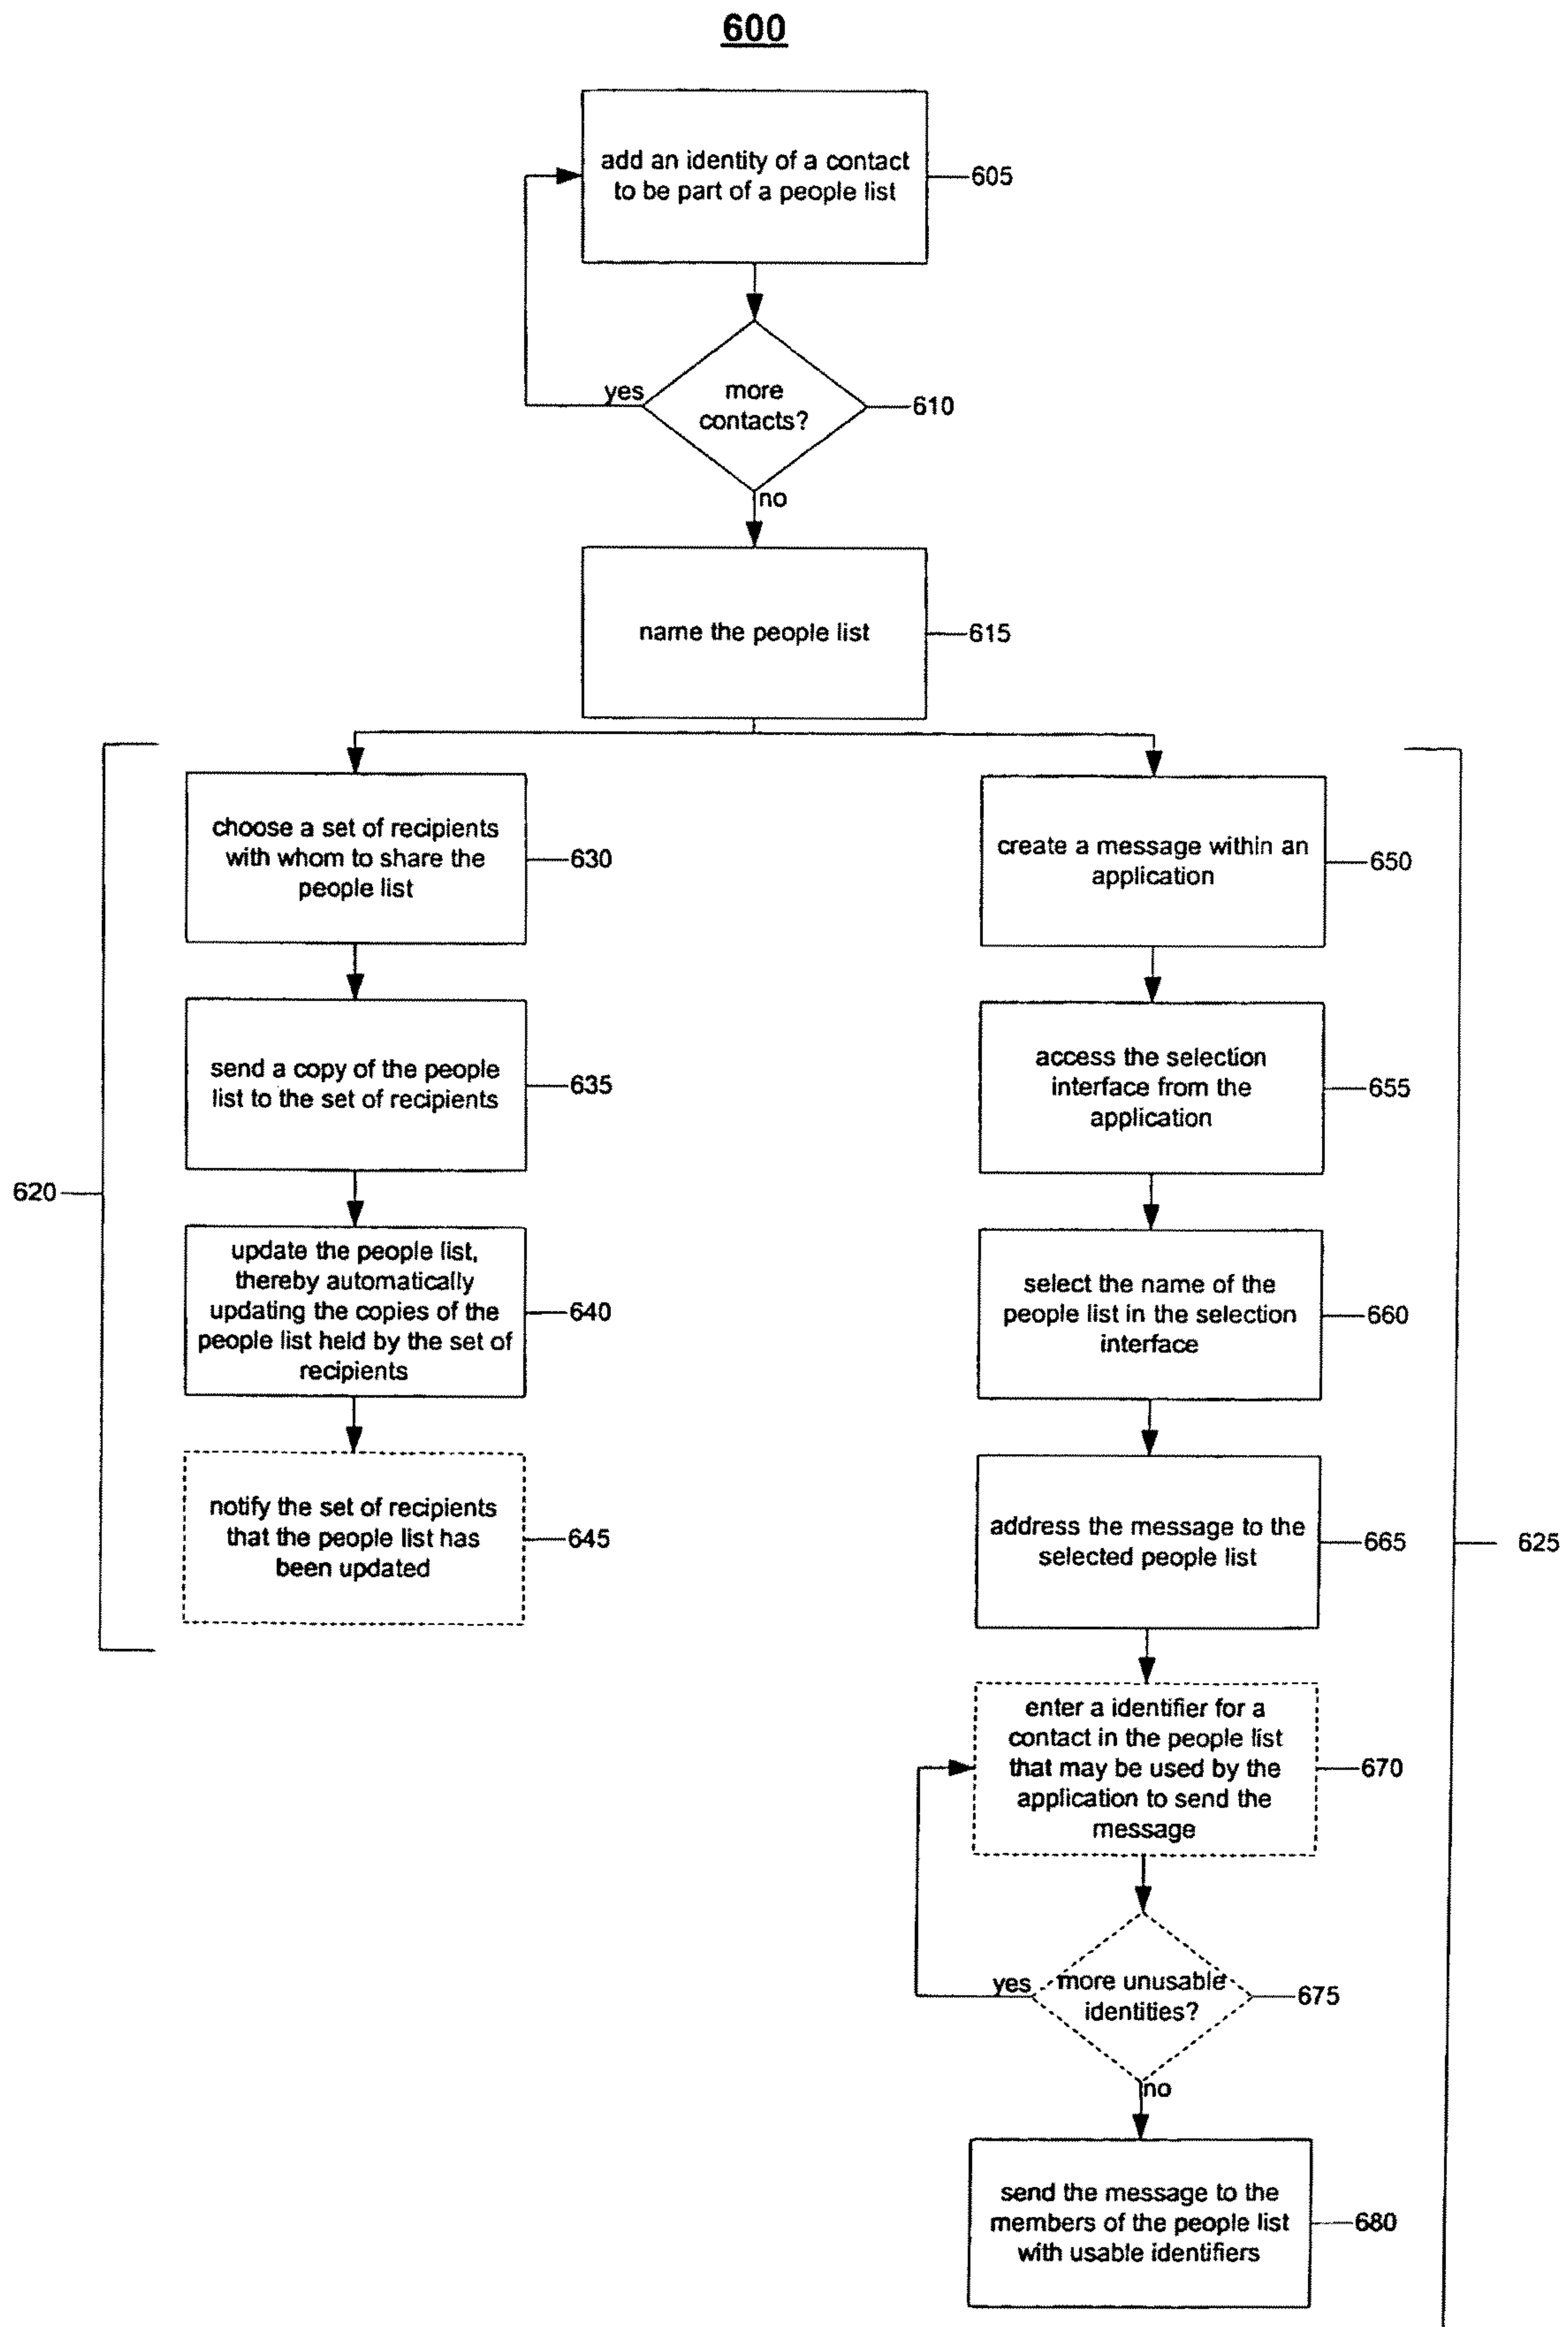 600
add an identity of a contact
to be part of a people list
605
yes
more
contacts?
610
no
name the people list
615
620
choose a set of recipients
with whom to share the
people list
630
send a copy of the people
list to the set of recipients
635
update the people list,
thereby automatically
updating the copies of the
people list held by the set of
recipients
640
notify the set of recipients
that the people list has
been updated
645
create a message within an
application
650
access the selection
interface from the
application
655
select the name of the
people list in the selection
interface
660
address the message to the
selected people list
665
625
enter a identifier for a
contact in the people list
that may be used by the
application to send the
message
670
yes
more unusable
identities?
675
no
send the message to the
members of the people list
with usable identifiers
680